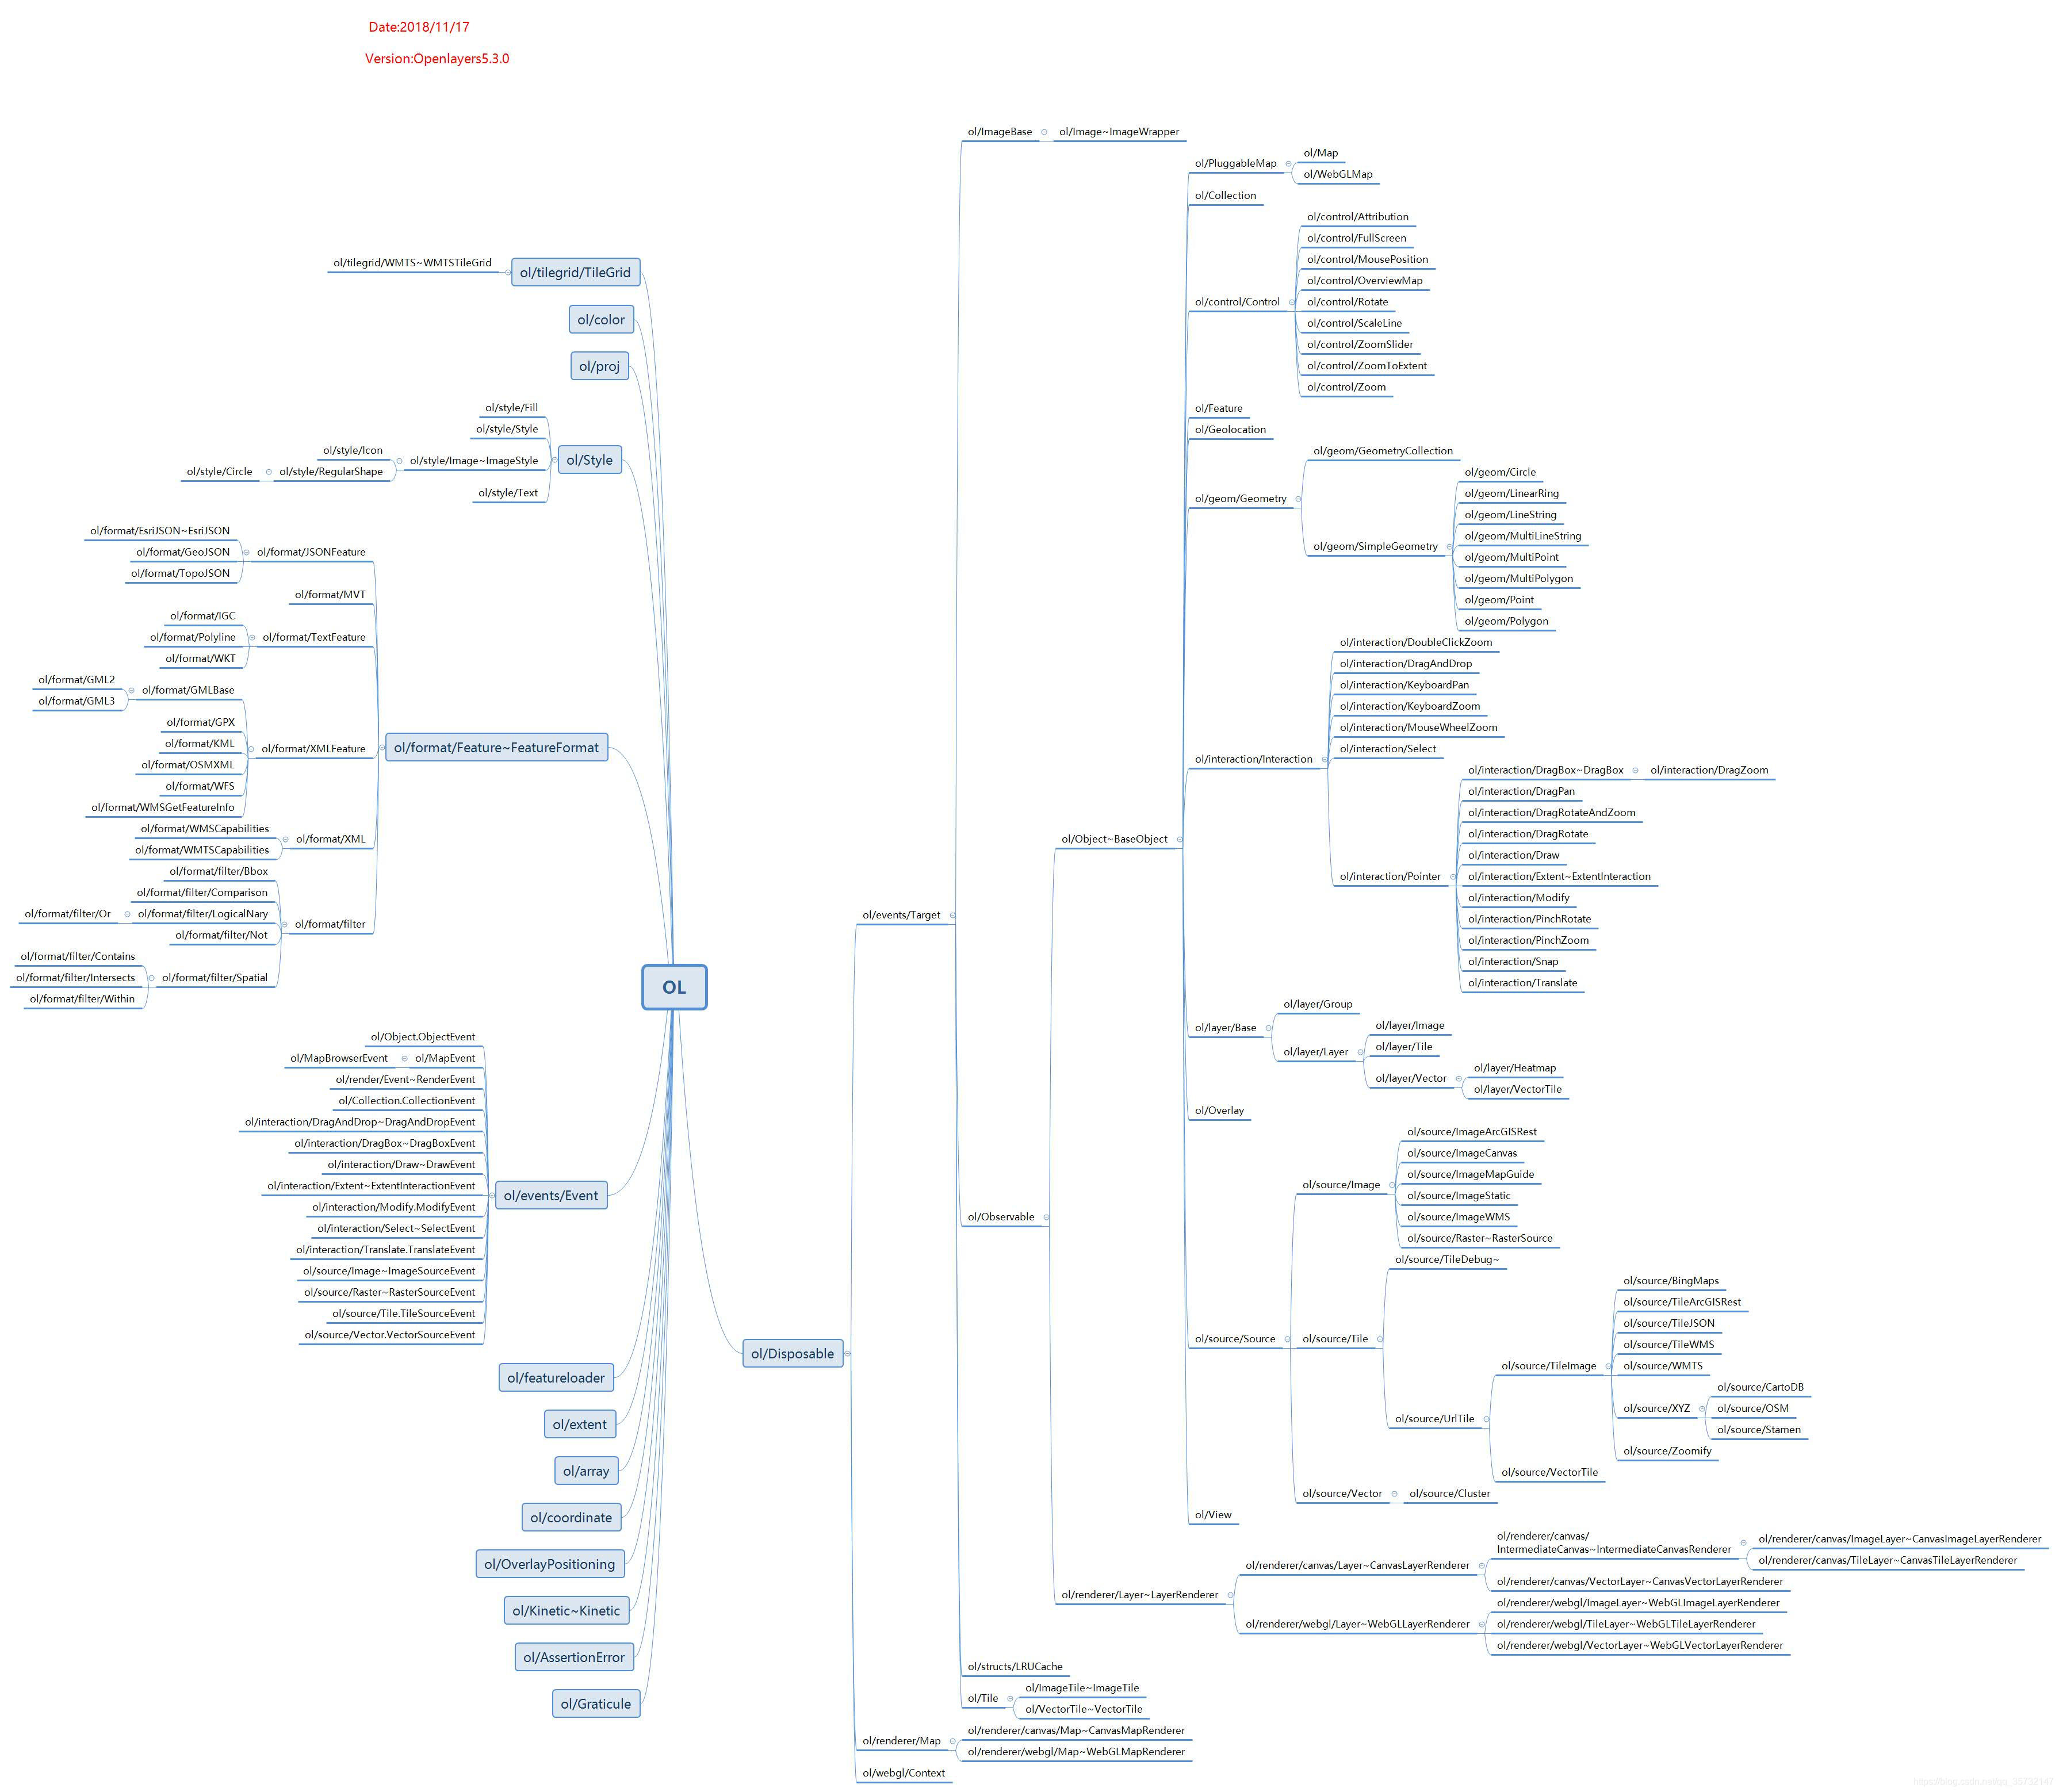 Date:2018/11/17
Version:Openlayers5.3.0
OL
ol/tilegrid/TileGrid
ol/tilegrid/WMTS~WMTSTileGrid
ol/color
ol/proj
ol/Style
ol/style/Fill
ol/style/Style
ol/style/Image~ImageStyle
ol/style/Icon
ol/style/RegularShape
ol/style/Circle
ol/style/Text
ol/format/Feature~FeatureFormat
ol/format/JSONFeature
ol/format/EsriJSON~EsriJSON
ol/format/GeoJSON
ol/format/TopoJSON
ol/format/MVT
ol/format/TextFeature
ol/format/IGC
ol/format/Polyline
ol/format/WKT
ol/format/XMLFeature
ol/format/GMLBase
ol/format/GML2
ol/format/GML3
ol/format/GPX
ol/format/KML
ol/format/OSMXML
ol/format/WFS
ol/format/WMSGetFeatureInfo
ol/format/XML
ol/format/WMSCapabilities
ol/format/WMTSCapabilities
ol/format/filter
ol/format/filter/Bbox
ol/format/filter/Comparison
ol/format/filter/LogicalNary
ol/format/filter/Or
ol/format/filter/Not
ol/format/filter/Spatial
ol/format/filter/Contains
ol/format/filter/Intersects
ol/format/filter/Within
ol/events/Event
ol/Object.ObjectEvent
ol/MapEvent
ol/MapBrowserEvent
ol/render/Event~RenderEvent
ol/Collection.CollectionEvent
ol/interaction/DragAndDrop~DragAndDropEvent
ol/interaction/DragBox~DragBoxEvent
ol/interaction/Draw~DrawEvent
ol/interaction/Extent~ExtentInteractionEvent
ol/interaction/Modify.ModifyEvent
ol/interaction/Select~SelectEvent
ol/interaction/Translate.TranslateEvent
ol/source/Image~ImageSourceEvent
ol/source/Raster~RasterSourceEvent
ol/source/Tile.TileSourceEvent
ol/source/Vector.VectorSourceEvent
ol/featureloader
ol/extent
ol/array
ol/coordinate
ol/OverlayPositioning
ol/Kinetic~Kinetic
ol/AssertionError
ol/Graticule
ol/Disposable
ol/events/Target
ol/ImageBase
ol/Image~ImageWrapper
ol/Observable
ol/Object~BaseObject
ol/PluggableMap
ol/Map
ol/WebGLMap
ol/Collection
ol/control/Control
ol/control/Attribution
ol/control/FullScreen
ol/control/MousePosition
ol/control/OverviewMap
ol/control/Rotate
ol/control/ScaleLine
ol/control/ZoomSlider
ol/control/ZoomToExtent
ol/control/Zoom
ol/Feature
ol/Geolocation
ol/geom/Geometry
ol/geom/GeometryCollection
ol/geom/SimpleGeometry
ol/geom/Circle
ol/geom/LinearRing
ol/geom/LineString
ol/geom/MultiLineString
ol/geom/MultiPoint
ol/geom/MultiPolygon
ol/geom/Point
ol/geom/Polygon
ol/interaction/Interaction
ol/interaction/DoubleClickZoom
ol/interaction/DragAndDrop
ol/interaction/KeyboardPan
ol/interaction/KeyboardZoom
ol/interaction/MouseWheelZoom
ol/interaction/Select
ol/interaction/Pointer
ol/interaction/DragBox~DragBox
ol/interaction/DragZoom
ol/interaction/DragPan
ol/interaction/DragRotateAndZoom
ol/interaction/DragRotate
ol/interaction/Draw
ol/interaction/Extent~ExtentInteraction
ol/interaction/Modify
ol/interaction/PinchRotate
ol/interaction/PinchZoom
ol/interaction/Snap
ol/interaction/Translate
ol/layer/Base
ol/layer/Group
ol/layer/Layer
ol/layer/Image
ol/layer/Tile
ol/layer/Vector
ol/layer/Heatmap
ol/layer/VectorTile
ol/Overlay
ol/source/Source
ol/source/Image
ol/source/ImageArcGISRest
ol/source/ImageCanvas
ol/source/ImageMapGuide
ol/source/ImageStatic
ol/source/ImageWMS
ol/source/Raster~RasterSource
ol/source/Tile
ol/source/TileDebug~
ol/source/UrlTile
ol/source/TileImage
ol/source/BingMaps
ol/source/TileArcGISRest
ol/source/TileJSON
ol/source/TileWMS
ol/source/WMTS
ol/source/XYZ
ol/source/CartoDB
ol/source/OSM
ol/source/Stamen
ol/source/Zoomify
ol/source/VectorTile
ol/source/Vector
ol/source/Cluster
ol/View
ol/renderer/Layer~LayerRenderer
ol/renderer/canvas/Layer~CanvasLayerRenderer
ol/renderer/canvas/
IntermediateCanvas~IntermediateCanvasRenderer
ol/renderer/canvas/ImageLayer~CanvasImageLayerRenderer
ol/renderer/canvas/TileLayer~CanvasTileLayerRenderer
ol/renderer/canvas/VectorLayer~CanvasVectorLayerRenderer
ol/renderer/webgl/Layer~WebGLLayerRenderer
ol/renderer/webgl/ImageLayer~WebGLImageLayerRenderer
ol/renderer/webgl/TileLayer~WebGLTileLayerRenderer
ol/renderer/webgl/VectorLayer~WebGLVectorLayerRenderer
ol/structs/LRUCache
ol/Tile
ol/ImageTile~ImageTile
ol/VectorTile~VectorTile
ol/renderer/Map
ol/renderer/canvas/Map~CanvasMapRenderer
ol/renderer/webgl/Map~WebGLMapRenderer
ol/webgl/Context